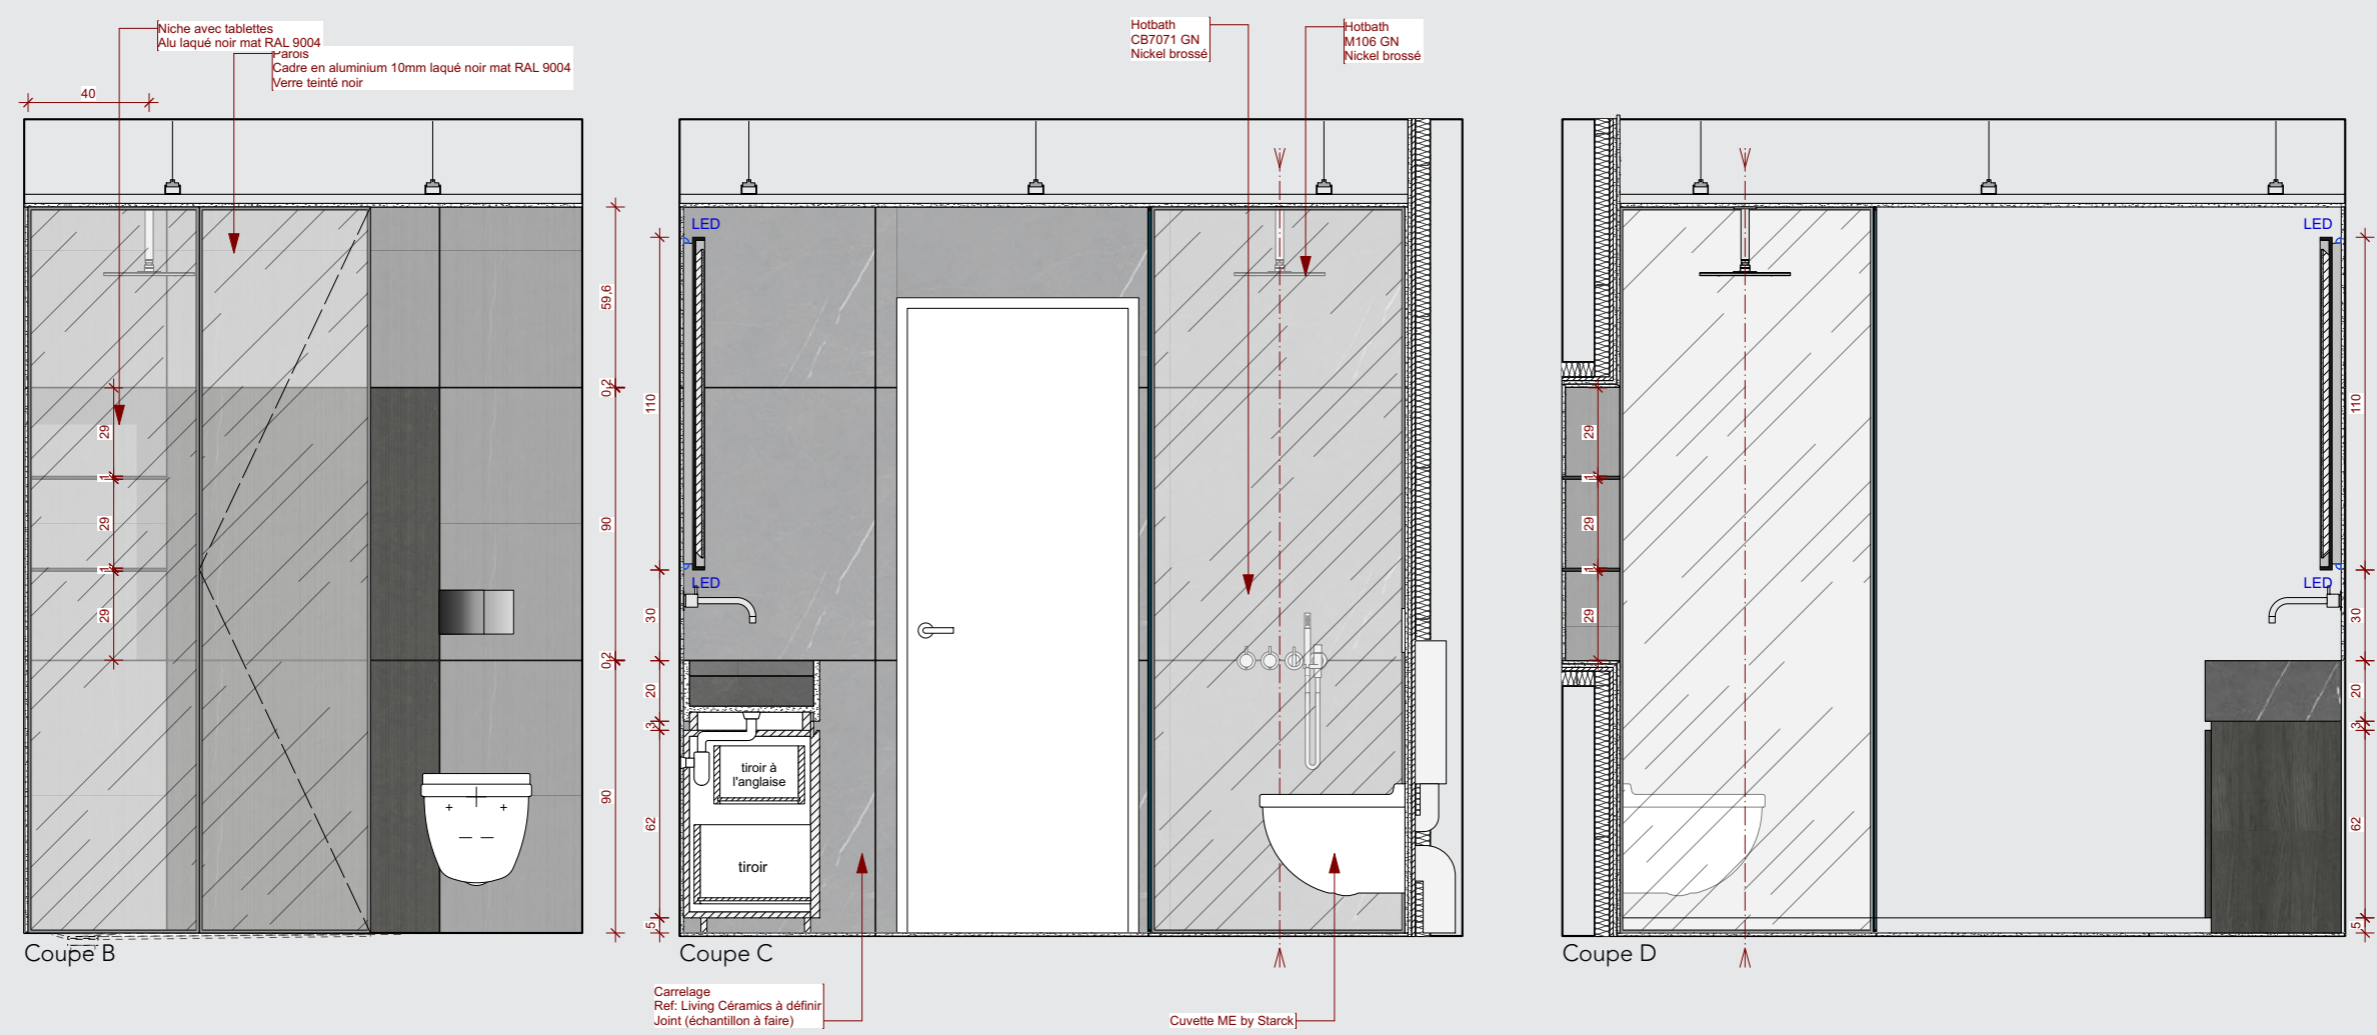 Niche avec tablettes
Alu laqué noir mat RAL 9004
Parois
Cadre en aluminium 10mm laqué noir mat RAL 9004
Verre teinté noir
40
29
1
29
1
29
Coupe B
59,6
0,2
90
0,2
90
Hotbath
CB7071 GN
Nickel brossé
Hotbath
M106 GN
Nickel brossé
LED
LED
110
30
20
3
62
5
tiroir à
l'anglaise
tiroir
Coupe C
Carrelage
Ref: Living Céramics à définir
Joint (échantillon à faire)
Cuvette ME by Starck
29
1
29
1
29
LED
LED
110
30
20
3
62
5
Coupe D